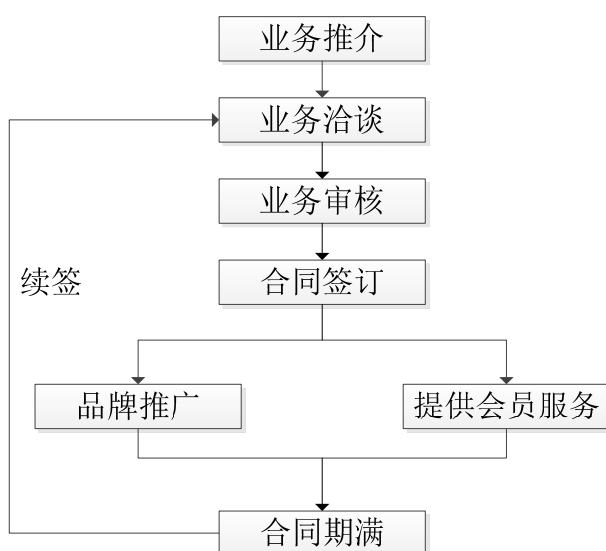 业务推介
业务洽谈
业务审核
续签
合同签订
品牌推广
提供会员服务
合同期满